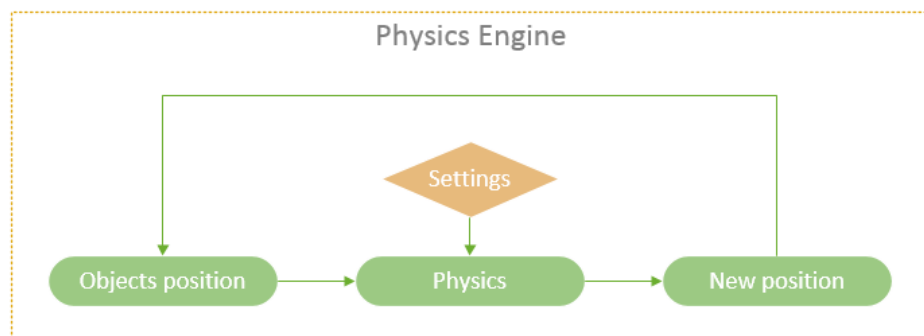 Physics Engine
Settings
Objects position
Physics
New position